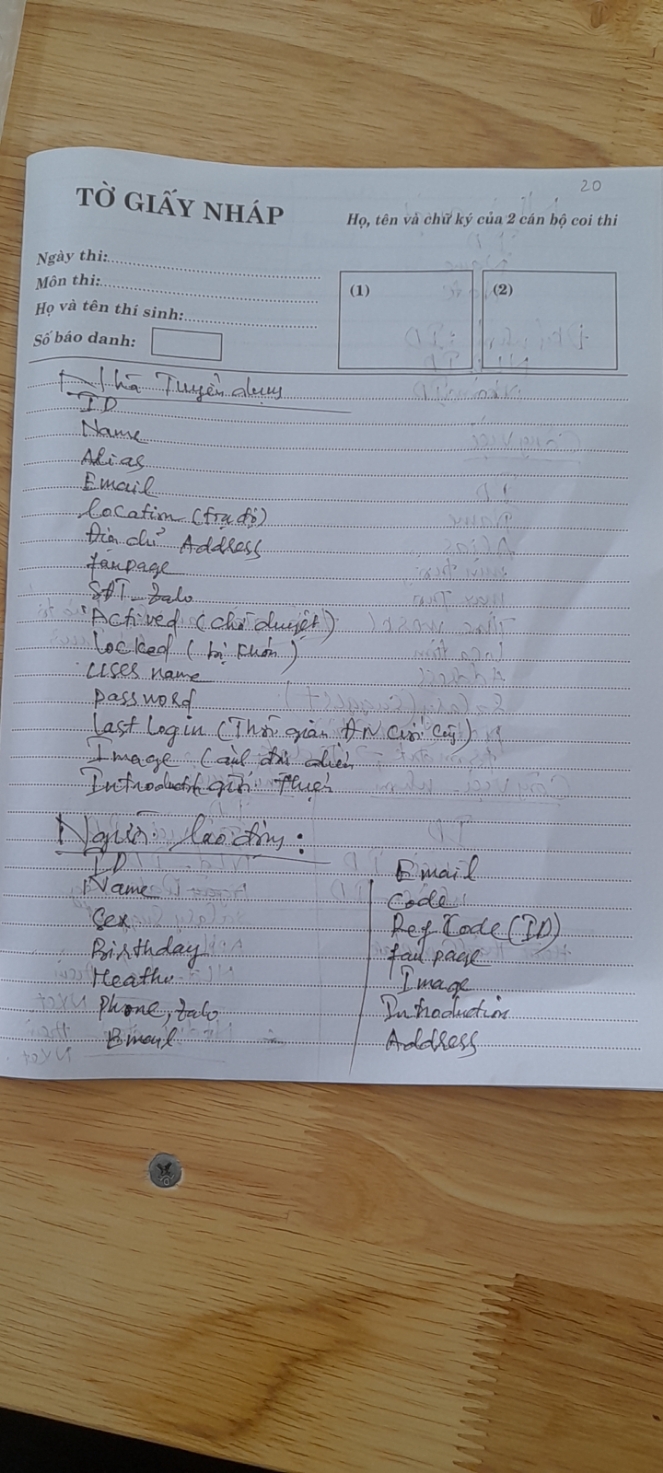 20
TỜ GIẤY NHÁP
Họ, tên và chữ ký của 2 cán bộ coi thi
Ngày thi:
Môn thi:
Họ và tên thí sinh:
Số báo danh:
(1)
(2)
Nhà Tuyển dụng
ID
Name
Alias
Email
Location (tọa độ)
Địa chỉ Address
fanpage
SĐT_Zalo
Actived (chờ duyệt)
locked (bị khóa)
User name
password
Last Login (Thời gian ĐN cuối cùng)
Image (ảnh đại diện
Introduction giới thiệu
Người lao động:
ID
Name
Sex
Birthday
Phone, Zalo
Email
Email
Code
Ref Code (ID)
fan page
Image
Introduction
Address